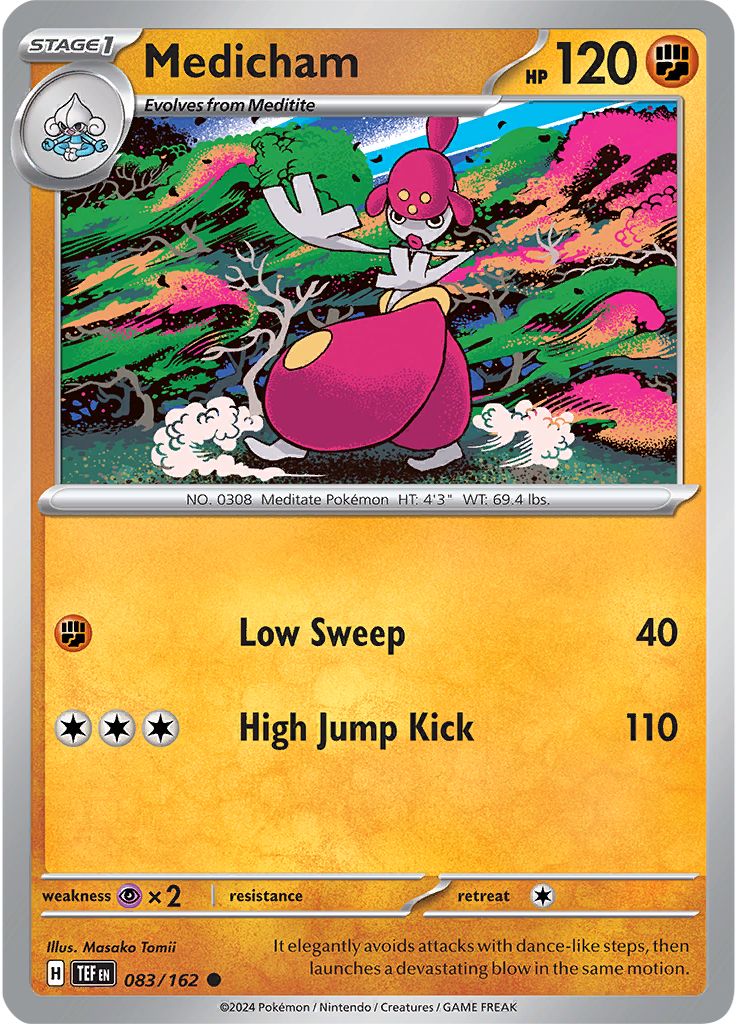 STAGE1
Medicham
HP 120
Evolves from Meditite
NO. 0308 Meditate Pokémon HT: 4'3" WT: 69.4 lbs.
Low Sweep 40
High Jump Kick 110
weakness ×2 resistance retreat
Illus. Masako Tomii
It elegantly avoids attacks with dance-like steps, then
launches a devastating blow in the same motion.
H TEF EN 083/162
©2024 Pokémon / Nintendo / Creatures / GAME FREAK